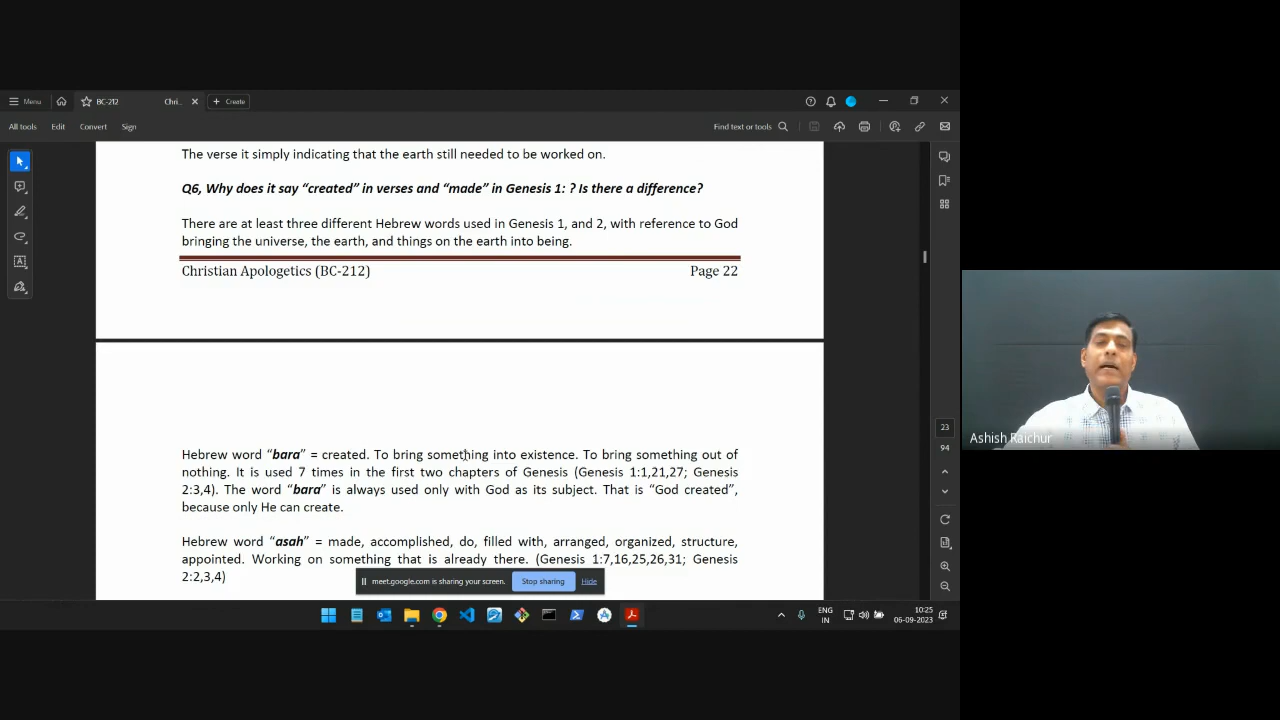 Menu
BC-212
Chri...
Create
All tools
Edit
Convert
Sign
Find text or tools
The verse it simply indicating that the earth still needed to be worked on.
Q6, Why does it say “created” in verses and “made” in Genesis 1: ? Is there a difference?
There are at least three different Hebrew words used in Genesis 1, and 2, with reference to God
bringing the universe, the earth, and things on the earth into being.
Christian Apologetics (BC-212)
Page 22
Hebrew word “bara” = created. To bring something into existence. To bring something out of
nothing. It is used 7 times in the first two chapters of Genesis (Genesis 1:1,21,27; Genesis
2:3,4). The word “bara” is always used only with God as its subject. That is “God created”,
because only He can create.
Hebrew word “asah” = made, accomplished, do, filled with, arranged, organized, structure,
appointed. Working on something that is already there. (Genesis 1:7,16,25,26,31; Genesis
2:2,3,4)
23
94
meet.google.com is sharing your screen.
Stop sharing
Hide
ENG
IN
10:25
06-09-2023
Ashish Raichur